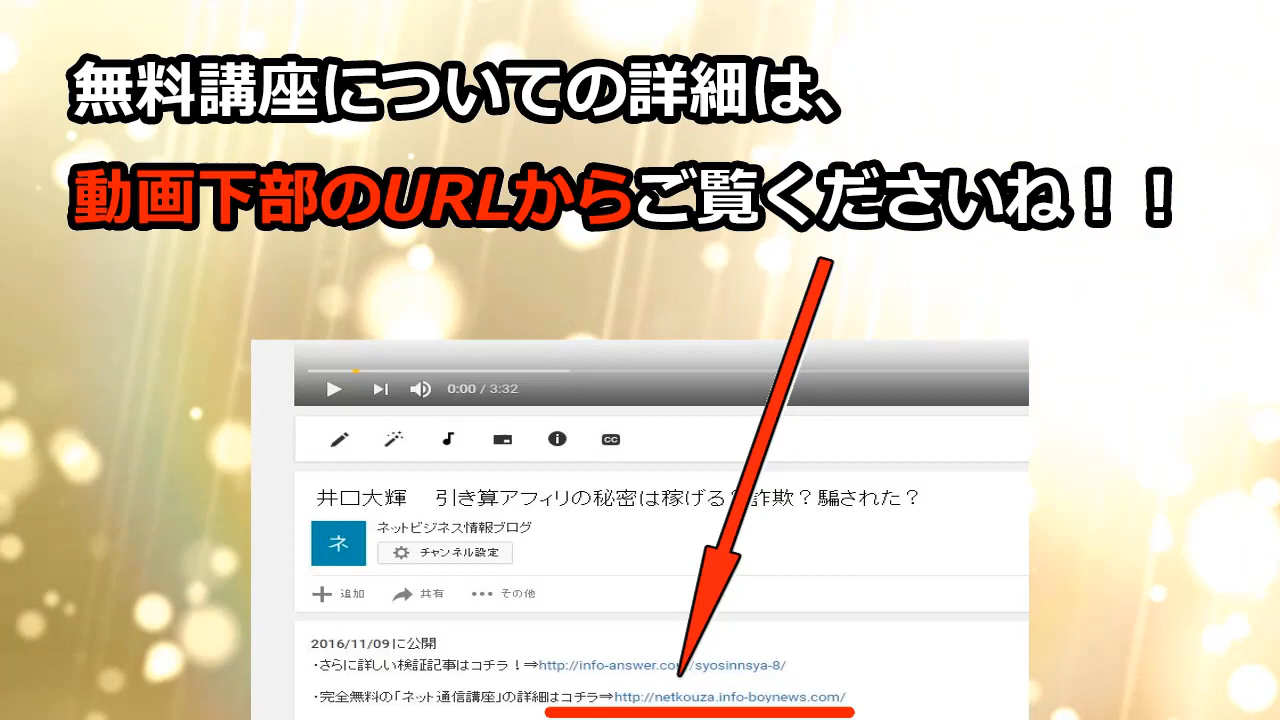 無料講座についての詳細は、
動画下部のURLからご覧くださいね！！
0:00 / 3:32
CC
井口大輝 引き算アフィリの秘密は稼げる？詐欺？騙された？
ネ
ネットビジネス情報ブログ
チャンネル設定
追加 共有 その他
2016/11/09に公開
・さらに詳しい検証記事はコチラ！⇒http://info-answer.com/syosinnsya-8/
・完全無料の「ネット通信講座」の詳細はコチラ⇒http://netkouza.info-boynews.com/